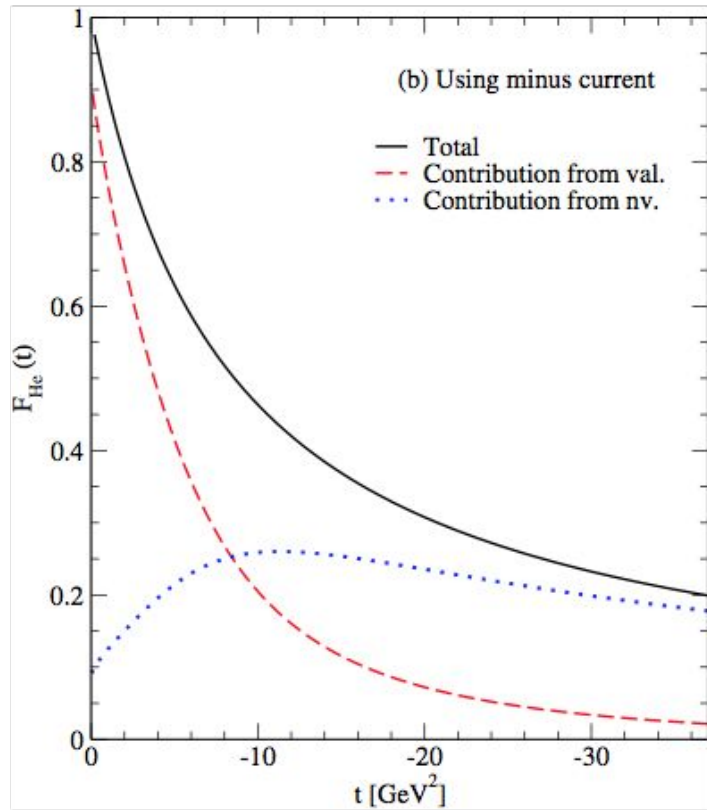 1
(b) Using minus current
Total
0.8
Contribution from val.
Contribution from nv.
0.6
F_He (t)
0.4
0.2
0
0 -10 -20 -30
t [GeV²]